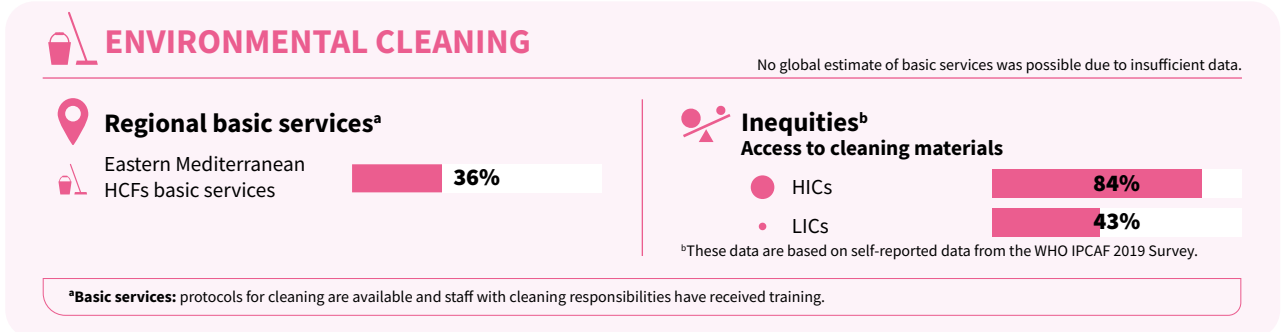 ENVIRONMENTAL CLEANING
No global estimate of basic services was possible due to insufficient data.
Regional basic servicesᵃ
Eastern Mediterranean
HCFs basic services
36%
Inequitiesᵇ
Access to cleaning materials
HICs
84%
LICs
43%
ᵇThese data are based on self-reported data from the WHO IPCAF 2019 Survey.
ᵃBasic services: protocols for cleaning are available and staff with cleaning responsibilities have received training.